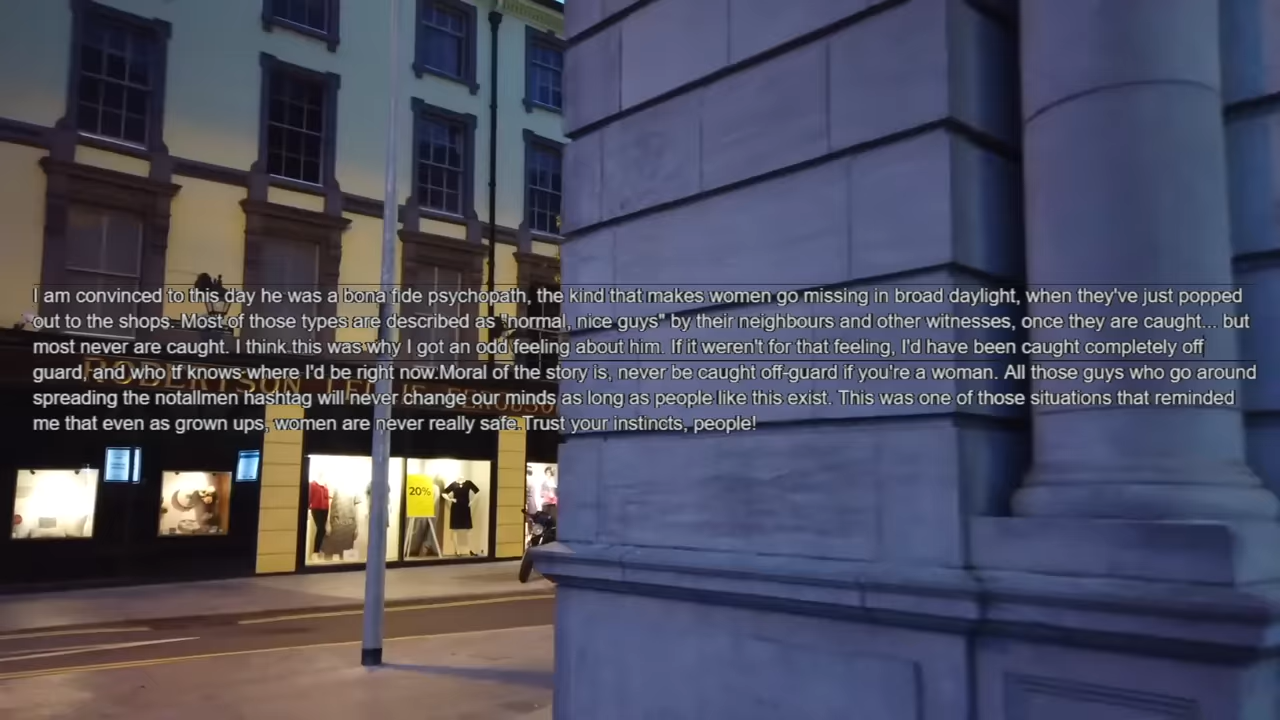 I am convinced to this day he was a bona fide psychopath, the kind that makes women go missing in broad daylight, when they've just popped
out to the shops. Most of those types are described as "normal, nice guys" by their neighbours and other witnesses, once they are caught... but
most never are caught. I think this was why I got an odd feeling about him. If it weren't for that feeling, I'd have been caught completely off
guard, and who tf knows where I'd be right now.Moral of the story is, never be caught off-guard if you're a woman. All those guys who go around
spreading the notallmen hashtag will never change our minds as long as people like this exist. This was one of those situations that reminded
me that even as grown ups, women are never really safe.Trust your instincts, people!
ROBERTSON
20%